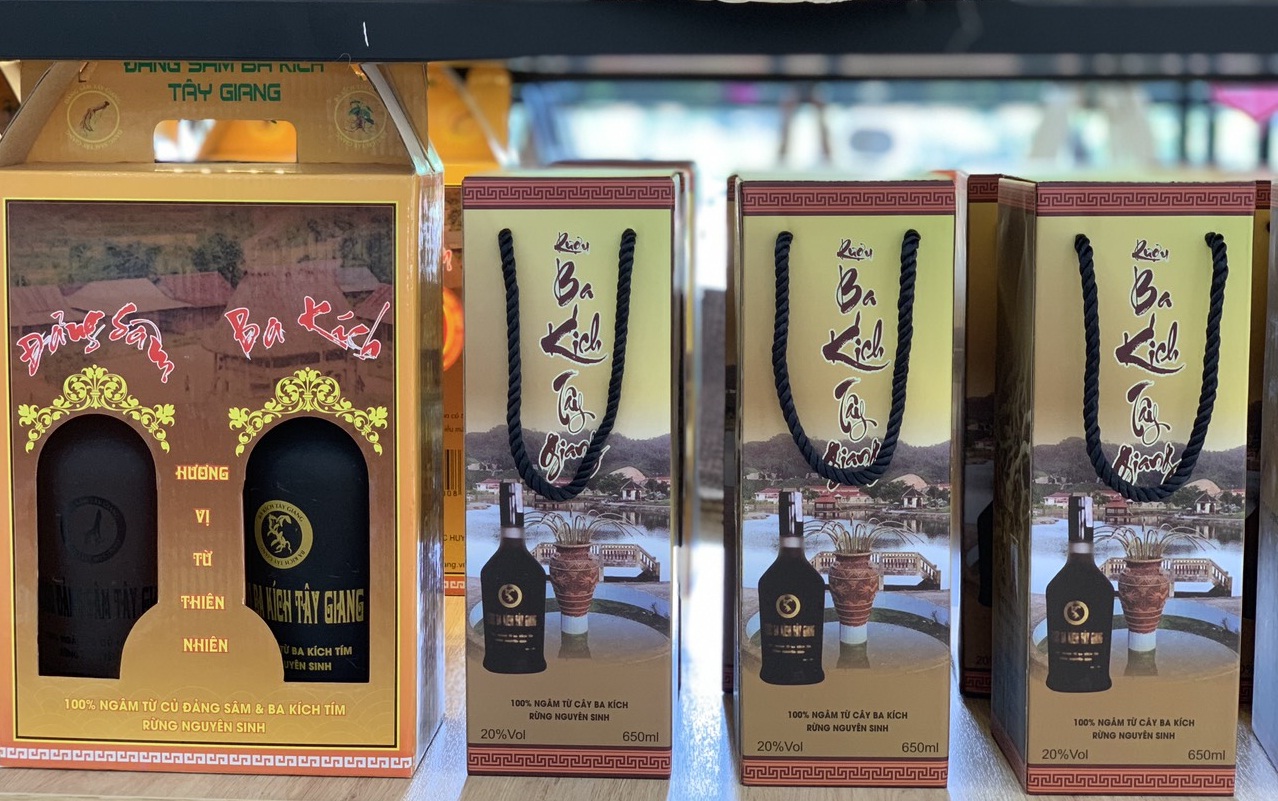 ĐẢNG SÂM BA KÍCH
TÂY GIANG
Đảng Sâm
Ba Kích
HƯƠNG
VỊ
TỪ
THIÊN
NHIÊN
BA KÍCH TÂY GIANG
TỪ BA KÍCH TÍM
100% NGÂM TỪ CỦ ĐẢNG SÂM & BA KÍCH TÍM
RỪNG NGUYÊN SINH
Rượu
Ba
Kích
Tây
Giang
100% NGÂM TỪ CÂY BA KÍCH
RỪNG NGUYÊN SINH
20%Vol 650ml
Rượu
Ba
Kích
Tây
Giang
100% NGÂM TỪ CÂY BA KÍCH
RỪNG NGUYÊN SINH
20%Vol 650ml
Rượu
Ba
Kích
Tây
Giang
100% NGÂM TỪ CÂY BA KÍCH
RỪNG NGUYÊN SINH
20%Vol 650ml